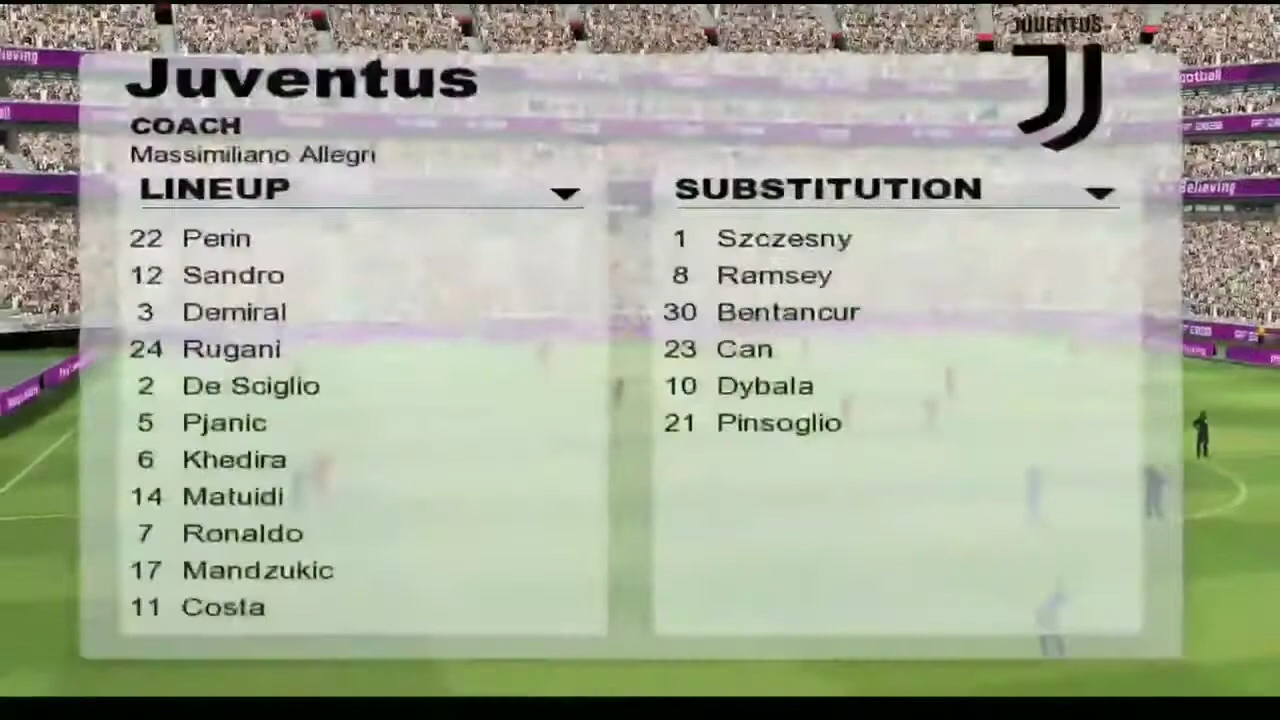 JUVENTUS
Juventus
COACH
Massimiliano Allegri
LINEUP
22 Perin
12 Sandro
3 Demiral
24 Rugani
2 De Sciglio
5 Pjanic
6 Khedira
14 Matuidi
7 Ronaldo
17 Mandzukic
11 Costa
SUBSTITUTION
1 Szczesny
8 Ramsey
30 Bentancur
23 Can
10 Dybala
21 Pinsoglio
Believing